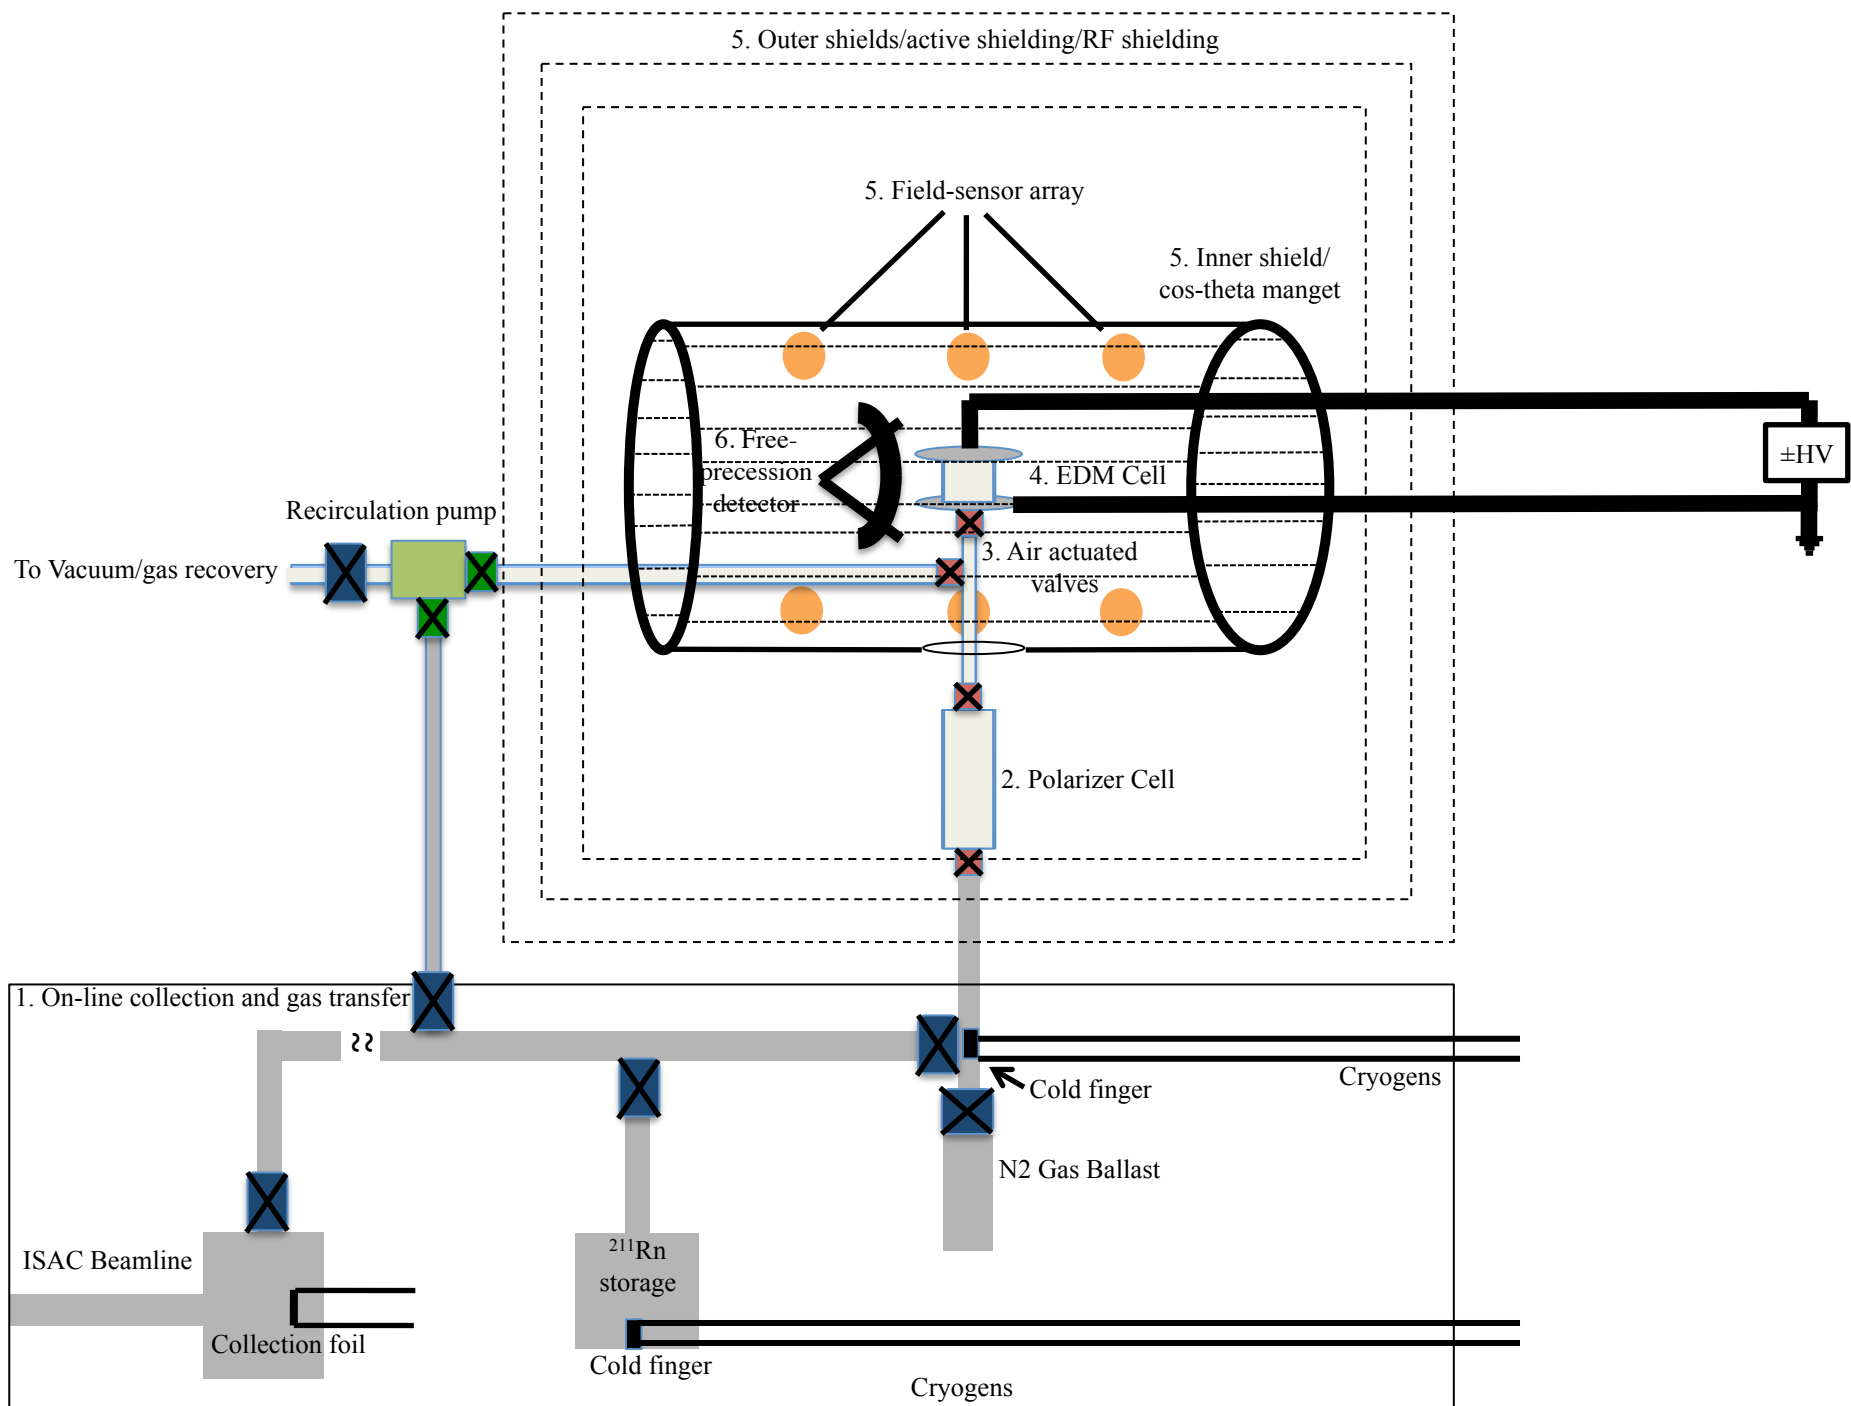 5. Outer shields/active shielding/RF shielding
5. Field-sensor array
5. Inner shield/
cos-theta manget
6. Free-
precession
detector
4. EDM Cell
±HV
Recirculation pump
3. Air actuated
valves
To Vacuum/gas recovery
2. Polarizer Cell
1. On-line collection and gas transfer
~~
Cryogens
Cold finger
N2 Gas Ballast
ISAC Beamline
²¹¹Rn
storage
Collection foil
Cold finger
Cryogens